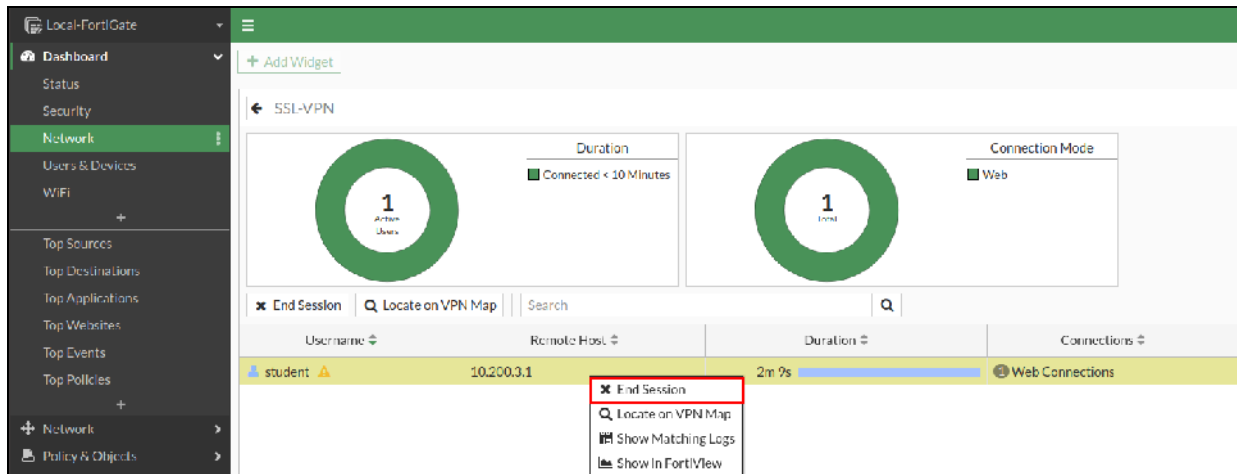 Local-FortiGate
Dashboard
+ Add Widget
Status
Security
SSL-VPN
Network
Users & Devices
WiFi
+
Duration
Connected < 10 Minutes
1
Active
Users
Connection Mode
Web
1
Total
Top Sources
Top Destinations
Top Applications
Top Websites
Top Events
Top Policies
+
Network
Policy & Objects
End Session
Locate on VPN Map
Search
Username
Remote Host
Duration
Connections
student
10.200.3.1
2m 9s
1 Web Connections
End Session
Locate on VPN Map
Show Matching Logs
Show in FortiView